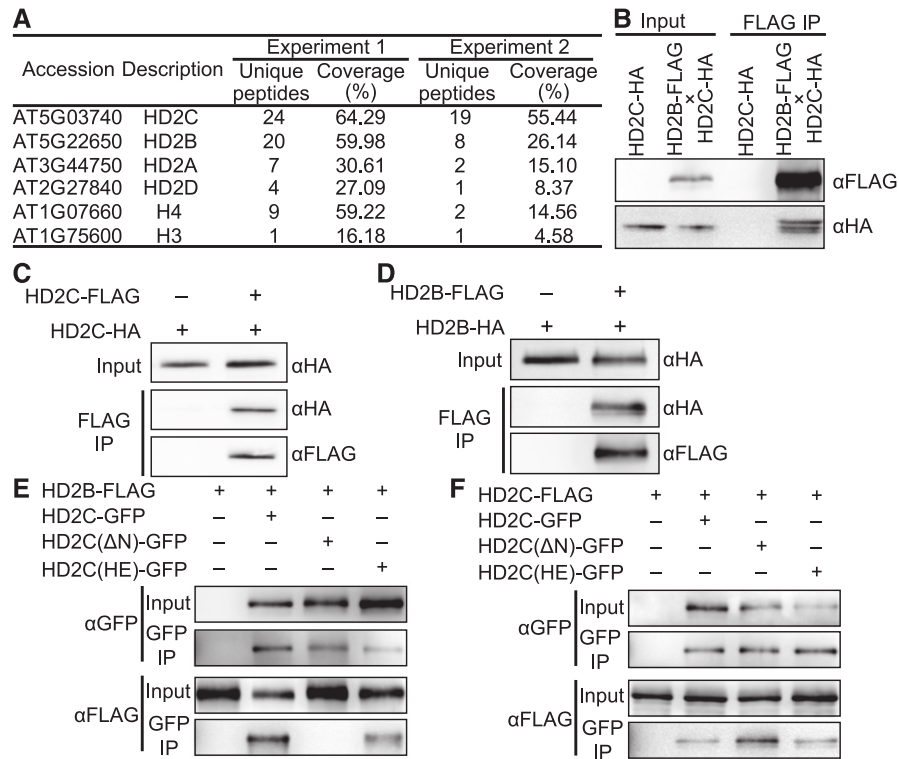 A
Experiment 1 Experiment 2
Accession Description Unique peptides Coverage (%) Unique peptides Coverage (%)
AT5G03740 HD2C 24 64.29 19 55.44
AT5G22650 HD2B 20 59.98 8 26.14
AT3G44750 HD2A 7 30.61 2 15.10
AT2G27840 HD2D 4 27.09 1 8.37
AT1G07660 H4 9 59.22 2 14.56
AT1G75600 H3 1 16.18 1 4.58
B
Input FLAG IP
HD2C-HA
HD2B-FLAG
×
HD2C-HA
HD2C-HA
HD2B-FLAG
×
HD2C-HA
αFLAG
αHA
C
HD2C-FLAG – +
HD2C-HA + +
Input αHA
FLAG IP
αHA
αFLAG
D
HD2B-FLAG – +
HD2B-HA + +
Input αHA
FLAG IP
αHA
αFLAG
E
HD2B-FLAG + + + +
HD2C-GFP – + – –
HD2C(ΔN)-GFP – – + –
HD2C(HE)-GFP – – – +
αGFP
Input
GFP
IP
αFLAG
Input
GFP
IP
F
HD2C-FLAG + + + +
HD2C-GFP – + – –
HD2C(ΔN)-GFP – – + –
HD2C(HE)-GFP – – – +
αGFP
Input
GFP
IP
αFLAG
Input
GFP
IP